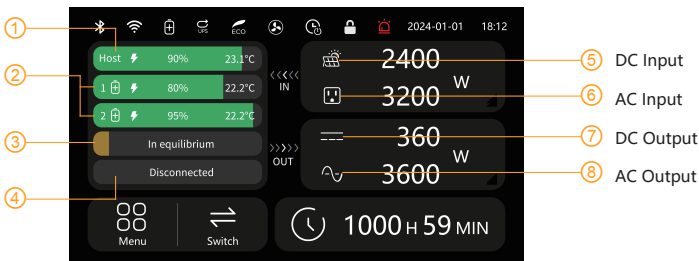 UPS ECO 2024-01-01 18:12
① Host 90% 23.1°C
② 1 80% 22.2°C
2 95% 22.2°C
③ In equilibrium
④ Disconnected
IN
OUT
2400 ⑤ DC Input
W
3200 ⑥ AC Input
360 ⑦ DC Output
W
3600 ⑧ AC Output
Menu Switch 1000 H 59 MIN